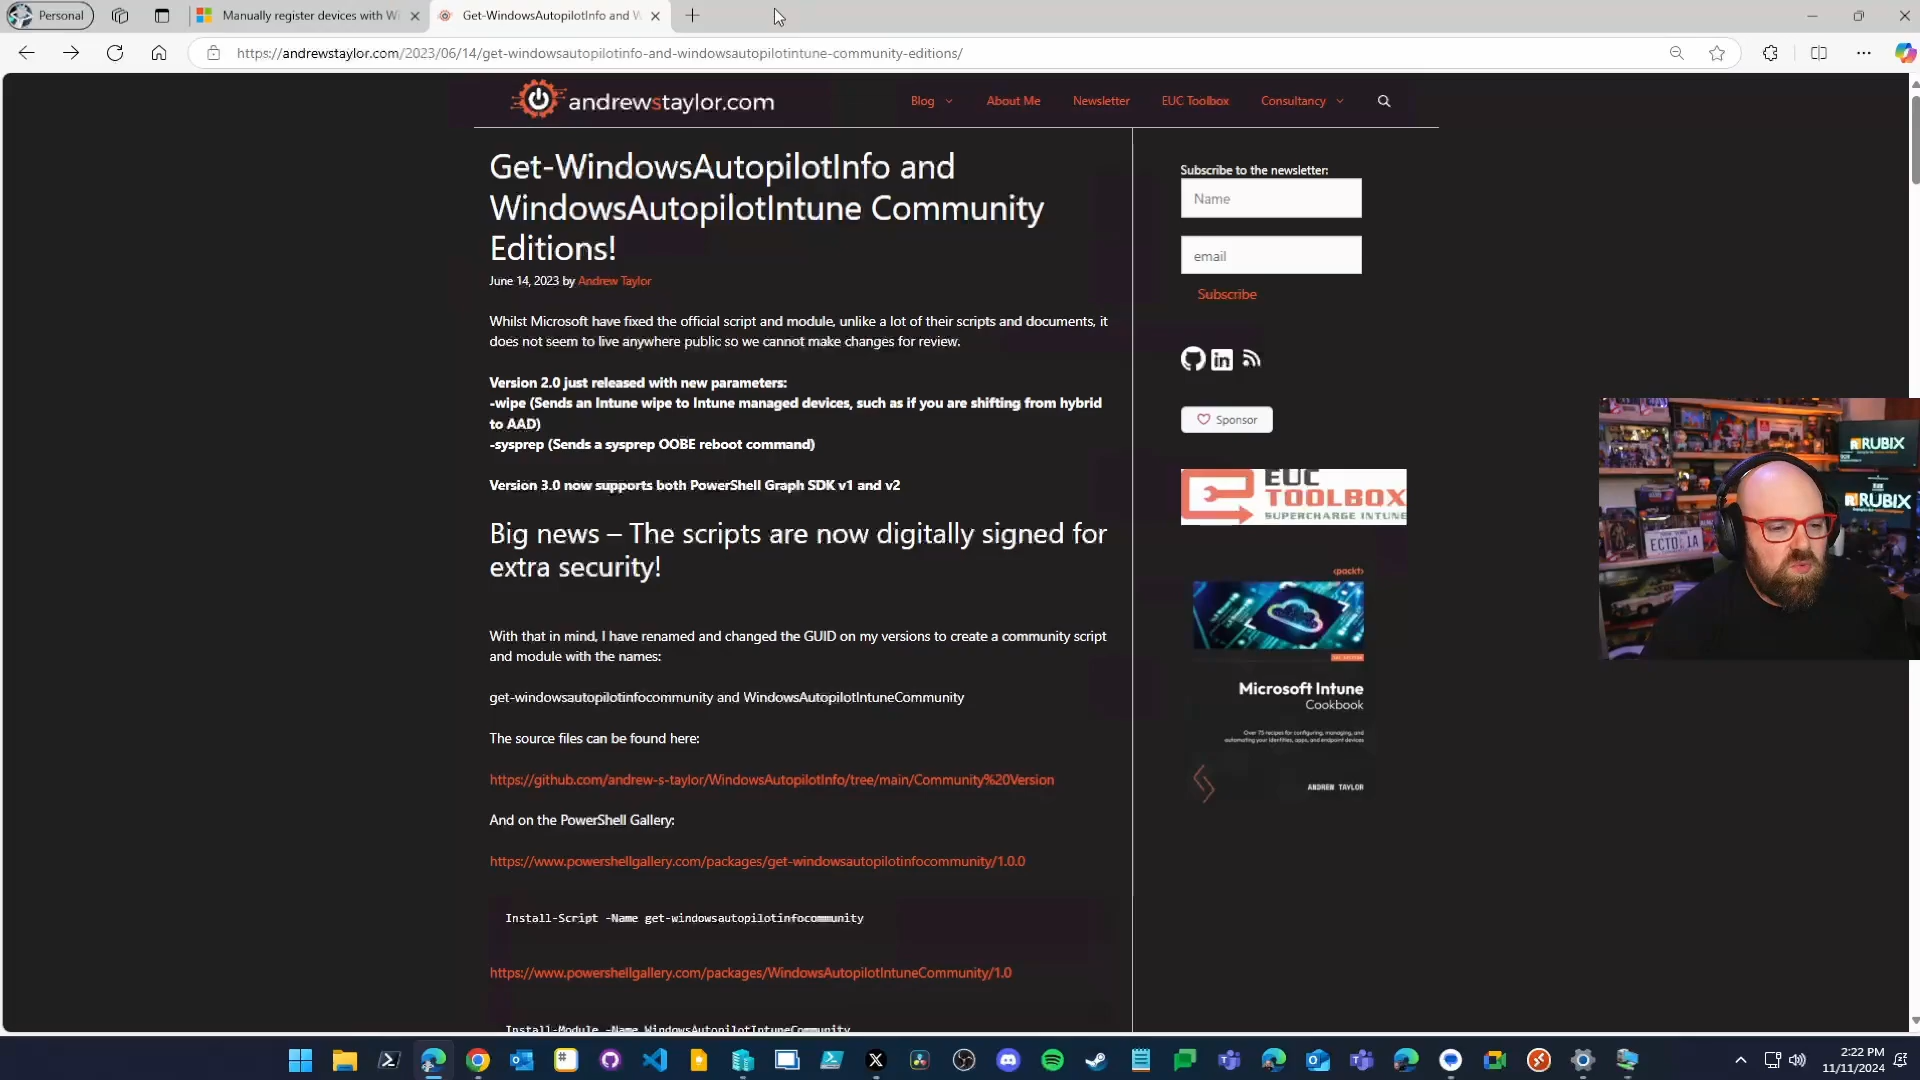 Personal
Manually register devices with Wi
Get-WindowsAutopilotInfo and W
https://andrewstaylor.com/2023/06/14/get-windowsautopilotinfo-and-windowsautopilotintune-community-editions/
andrewstaylor.com
Blog
About Me
Newsletter
EUC Toolbox
Consultancy
Get-WindowsAutopilotInfo and
WindowsAutopilotIntune Community
Editions!
June 14, 2023 by Andrew Taylor
Whilst Microsoft have fixed the official script and module, unlike a lot of their scripts and documents, it
does not seem to live anywhere public so we cannot make changes for review.
Version 2.0 just released with new parameters:
-wipe (Sends an Intune wipe to Intune managed devices, such as if you are shifting from hybrid
to AAD)
-sysprep (Sends a sysprep OOBE reboot command)
Version 3.0 now supports both PowerShell Graph SDK v1 and v2
Big news – The scripts are now digitally signed for
extra security!
With that in mind, I have renamed and changed the GUID on my versions to create a community script
and module with the names:
get-windowsautopilotinfocommunity and WindowsAutopilotIntuneCommunity
The source files can be found here:
https://github.com/andrew-s-taylor/WindowsAutopilotInfo/tree/main/Community%20Version
And on the PowerShell Gallery:
https://www.powershellgallery.com/packages/get-windowsautopilotinfocommunity/1.0.0
Install-Script -Name get-windowsautopilotinfocommunity
https://www.powershellgallery.com/packages/WindowsAutopilotIntuneCommunity/1.0
Install-Module -Name WindowsAutopilotIntuneCommunity
Subscribe to the newsletter:
Name
email
Subscribe
Sponsor
EUC
TOOLBOX
SUPERCHARGE INTUNE
<packt>
Microsoft Intune
Cookbook
Over 75 recipes for configuring, managing, and
automating your identities, apps, and endpoint devices
ANDREW TAYLOR
RUBIX
RUBIX
ECTO-1A
2:22 PM
11/11/2024